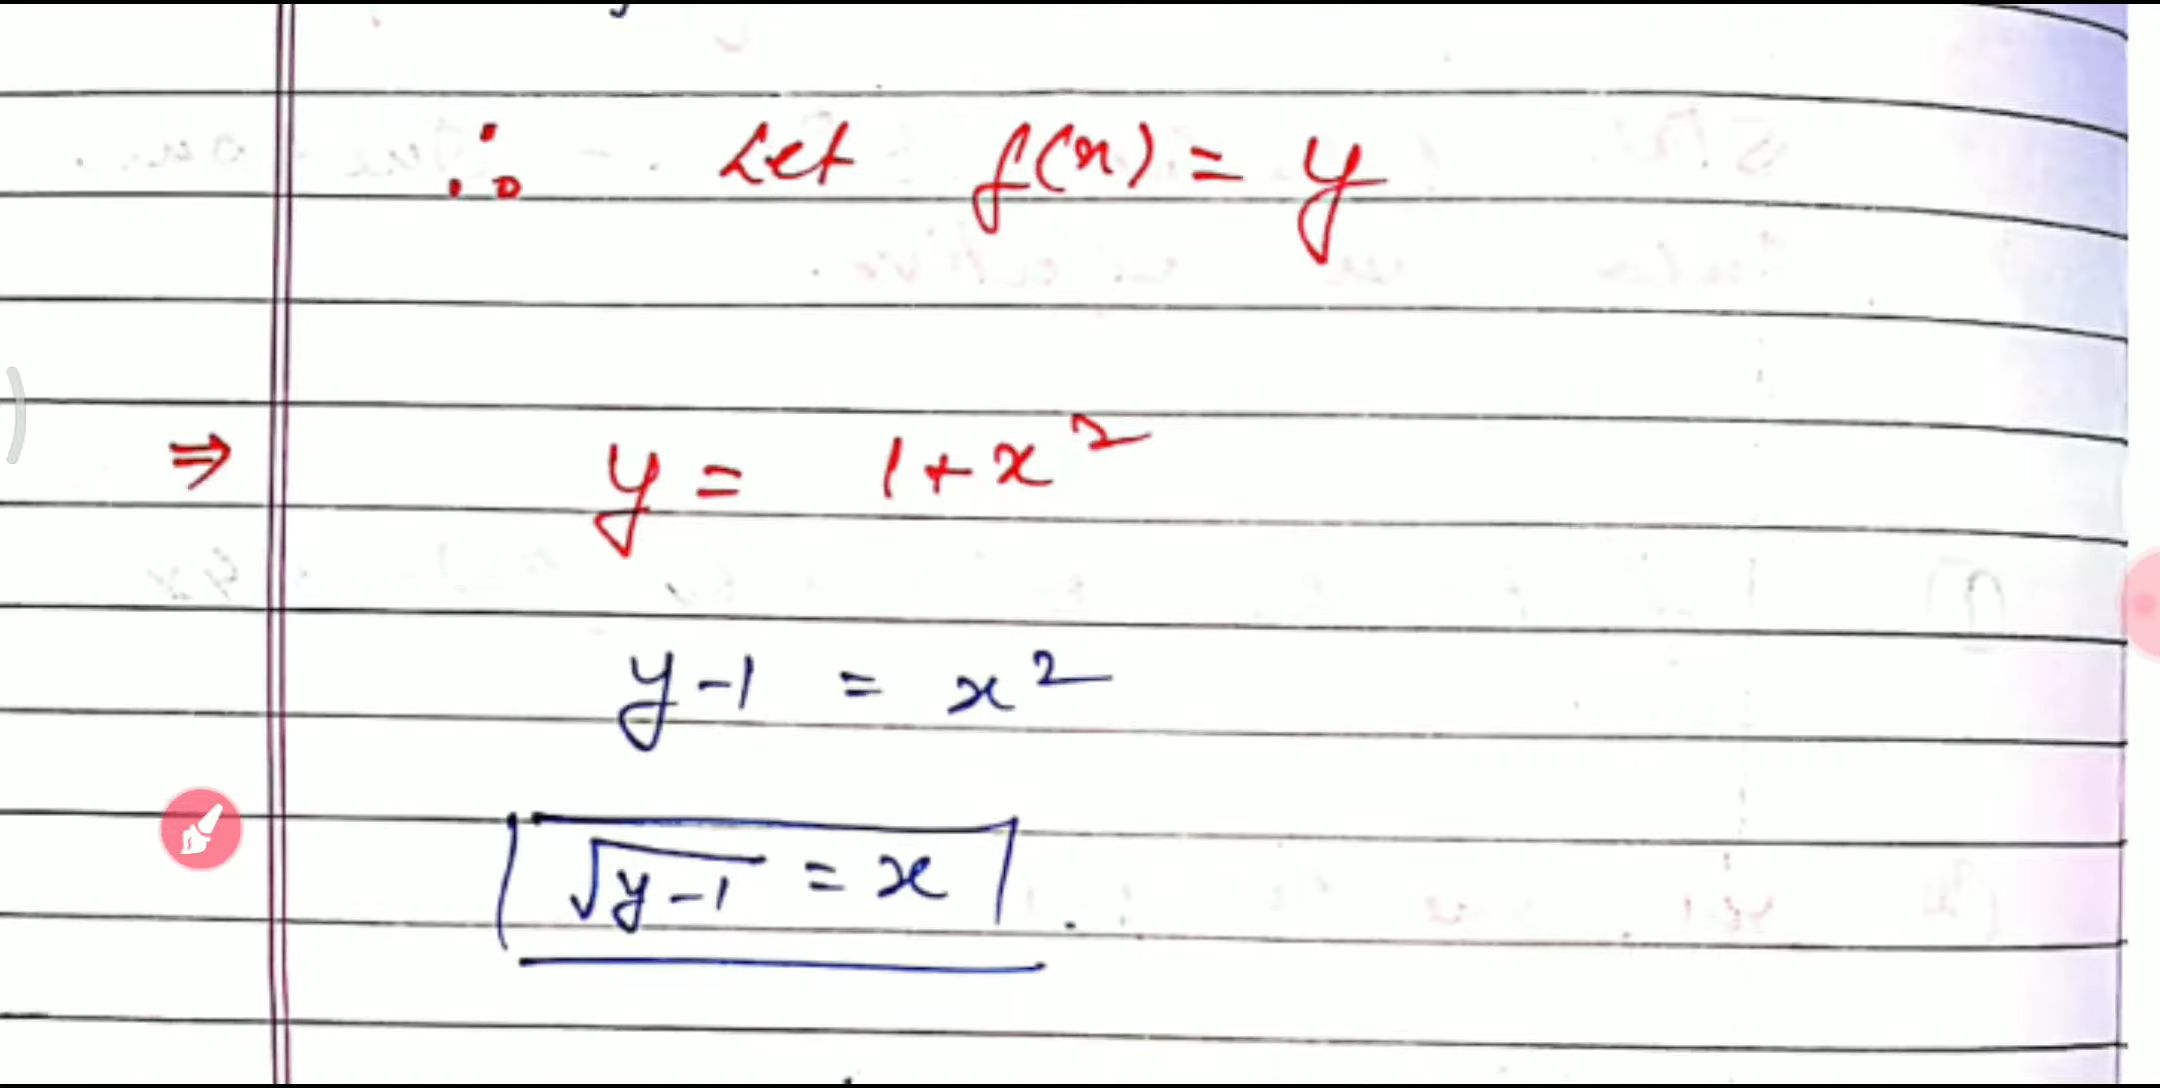 ∴ Let f(x) = y
⇒ y = 1 + x²
y - 1 = x²
√(y-1) = x .